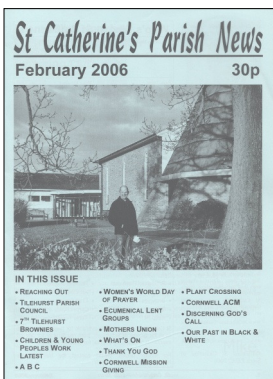 St Catherine's Parish News
February 2006 30p
IN THIS ISSUE
• REACHING OUT
• TILEHURST PARISH
COUNCIL
• 7TH TILEHURST
BROWNIES
• CHILDREN & YOUNG
PEOPLES WORK
LATEST
• A B C
• WOMEN'S WORLD DAY
OF PRAYER
• ECUMENICAL LENT
GROUPS
• MOTHERS UNION
• WHAT'S ON
• THANK YOU GOD
• CORNWELL MISSION
GIVING
• PLANT CROSSING
• CORNWELL ACM
• DISCERNING GOD'S
CALL
• OUR PAST IN BLACK &
WHITE